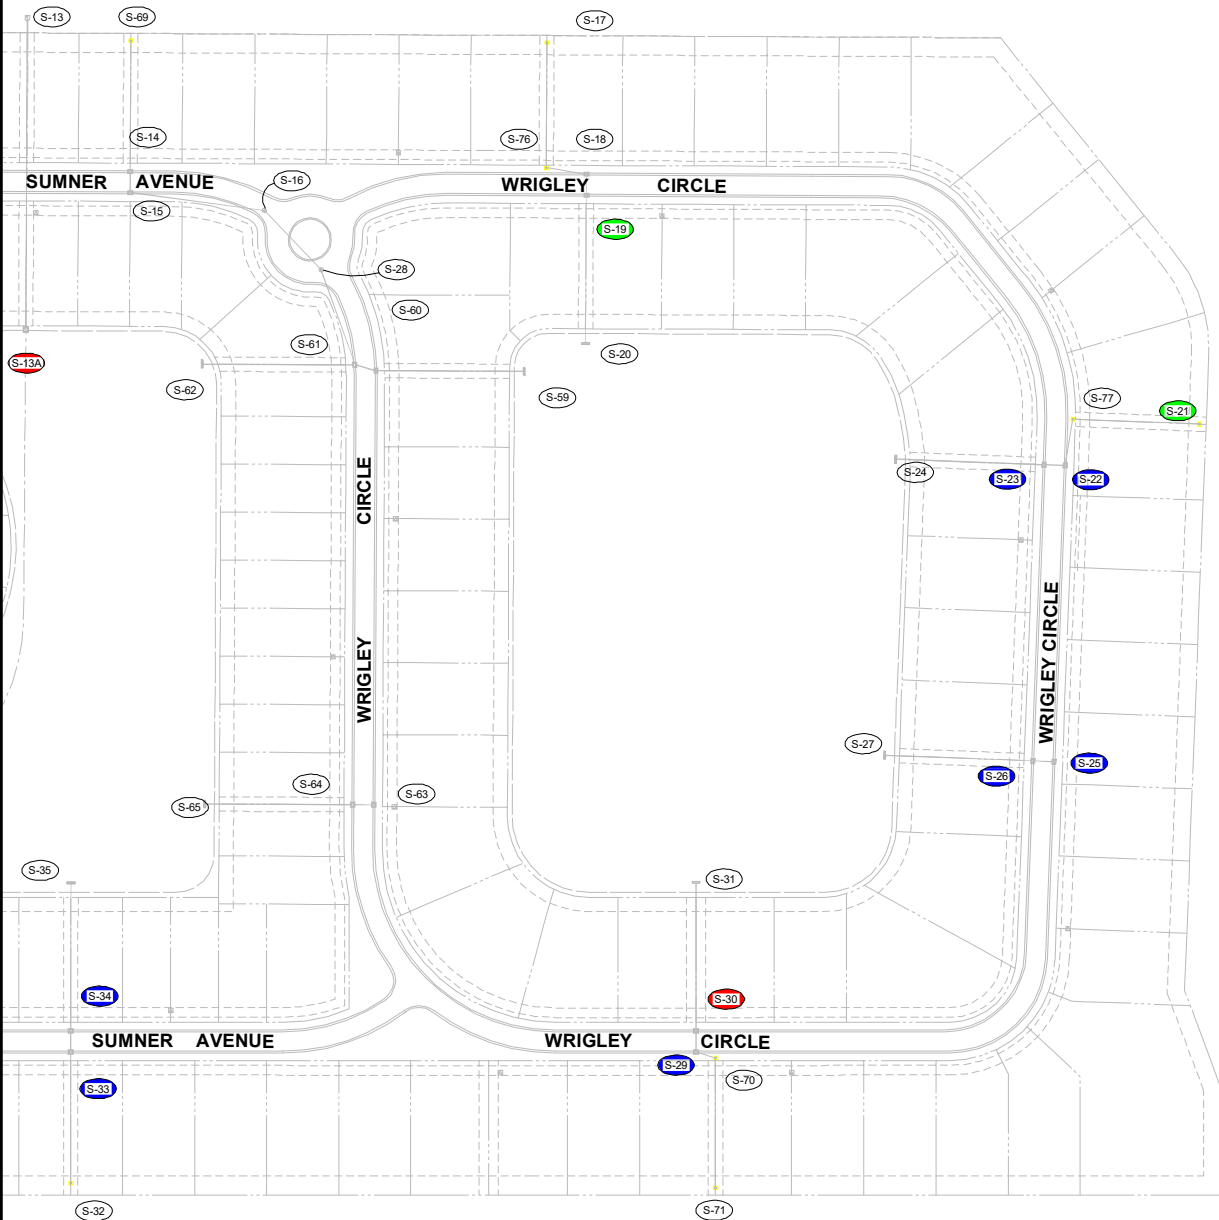 S-13
S-69
S-17
S-14
S-76
S-18
SUMNER AVENUE
S-16
WRIGLEY CIRCLE
S-15
S-19
S-28
S-60
S-61
S-20
S-13A
S-62
S-59
S-77
S-21
S-24
S-23
S-22
WRIGLEY CIRCLE
WRIGLEY CIRCLE
S-27
S-26
S-25
S-64
S-63
S-65
S-35
S-31
S-34
S-30
SUMNER AVENUE
WRIGLEY CIRCLE
S-29
S-70
S-33
S-32
S-71